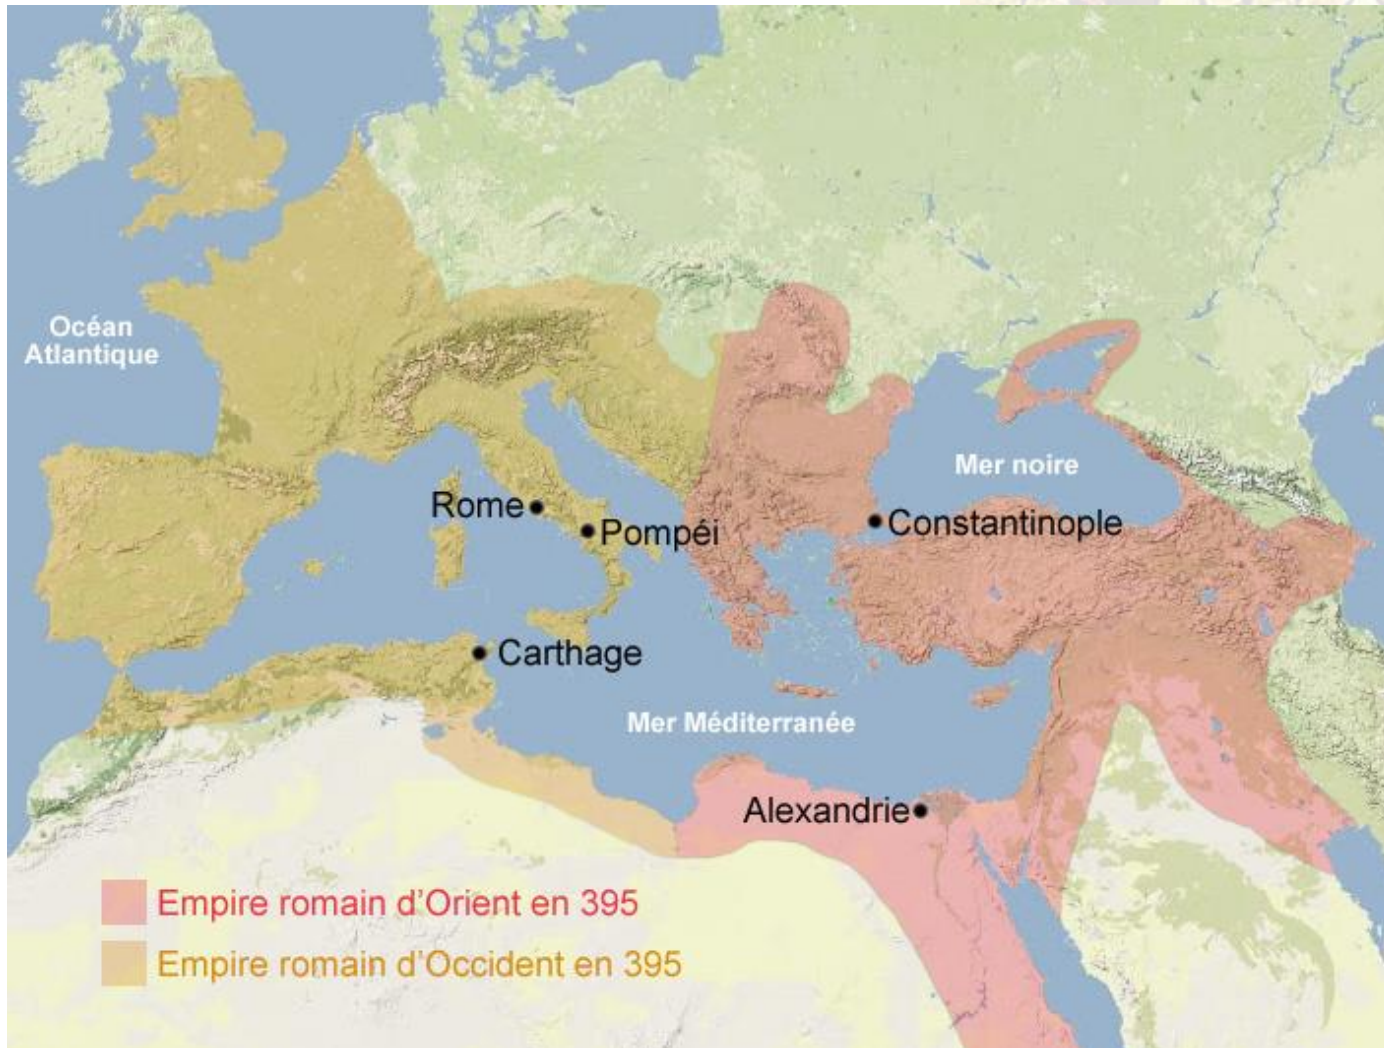 Océan
Atlantique
Mer noire
Rome
Pompéi
Constantinople
Carthage
Mer Méditerranée
Alexandrie
Empire romain d'Orient en 395
Empire romain d'Occident en 395